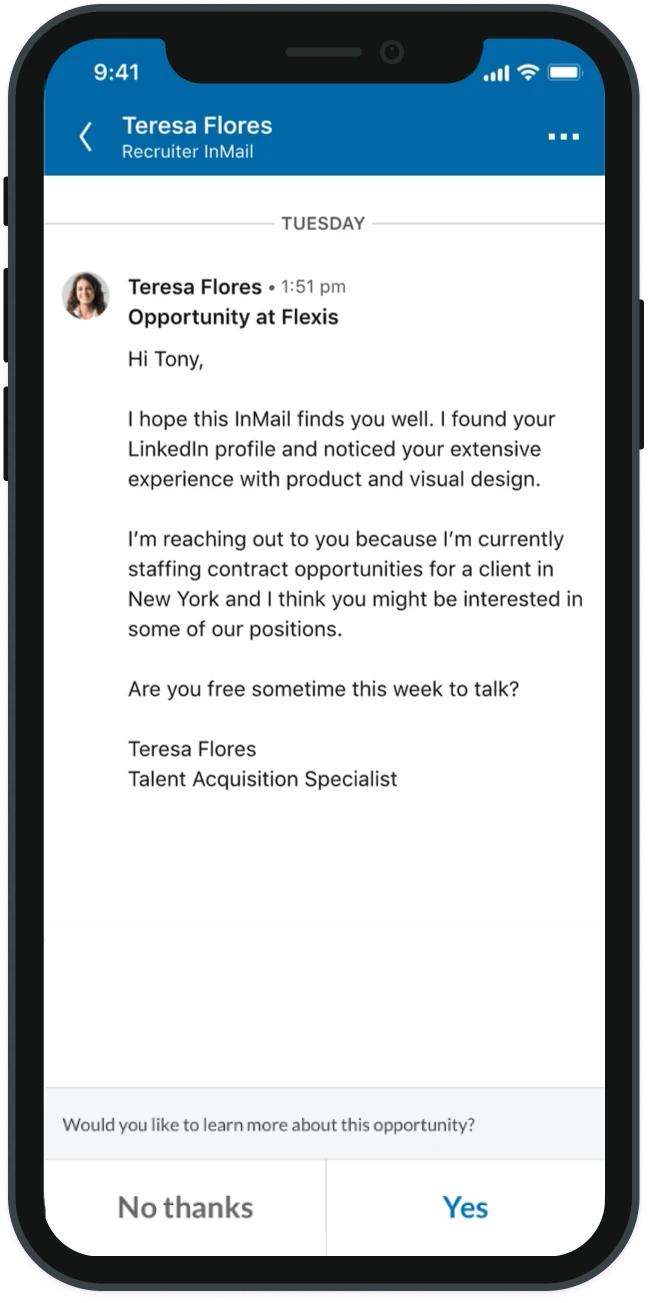 9:41
Teresa Flores
Recruiter InMail
TUESDAY
Teresa Flores • 1:51 pm
Opportunity at Flexis
Hi Tony,
I hope this InMail finds you well. I found your
LinkedIn profile and noticed your extensive
experience with product and visual design.
I’m reaching out to you because I’m currently
staffing contract opportunities for a client in
New York and I think you might be interested in
some of our positions.
Are you free sometime this week to talk?
Teresa Flores
Talent Acquisition Specialist
Would you like to learn more about this opportunity?
No thanks
Yes